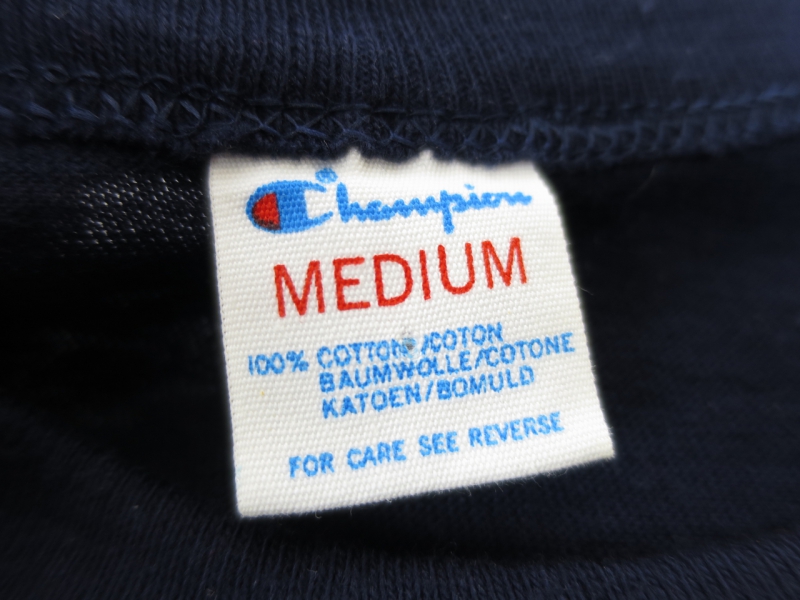 Champion®
MEDIUM
100% COTTON/COTON
BAUMWOLLE/COTONE
KATOEN/BOMULD
FOR CARE SEE REVERSE